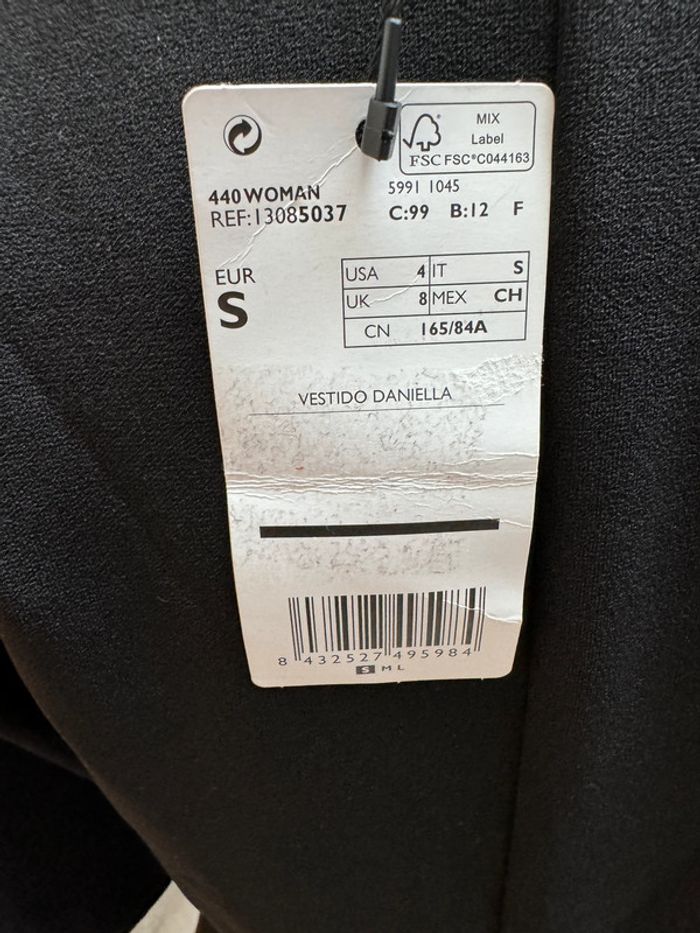 MIX
Label
FSC FSC®C044163
440 WOMAN
5991 1045
REF:13085037
C:99 B:12 F
EUR
S
USA 4 IT S
UK 8 MEX CH
CN 165/84A
VESTIDO DANIELLA
8 432527 495984
S M L